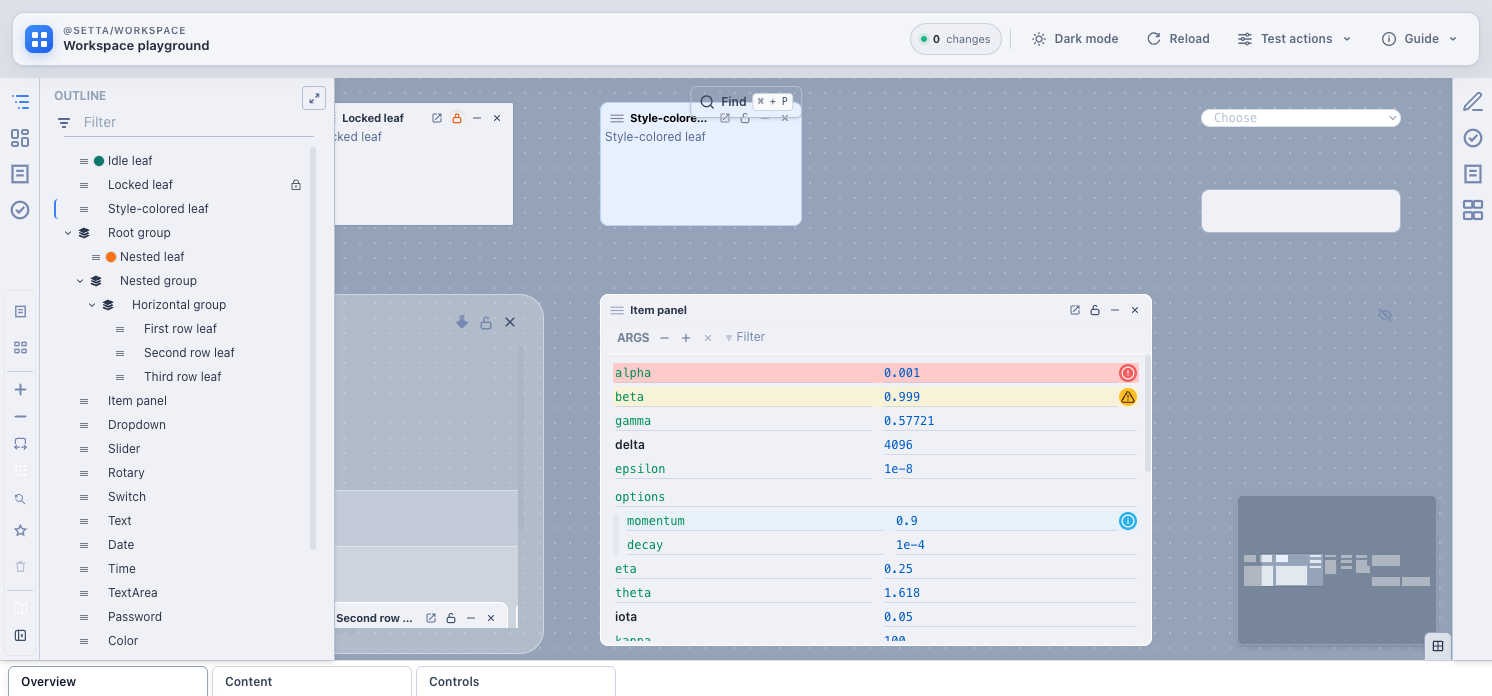 @SETTA/WORKSPACE
Workspace playground
0 changes
Dark mode
Reload
Test actions
Guide
OUTLINE
Filter
Idle leaf
Locked leaf
Style-colored leaf
Root group
Nested leaf
Nested group
Horizontal group
First row leaf
Second row leaf
Third row leaf
Item panel
Dropdown
Slider
Rotary
Switch
Text
Date
Time
TextArea
Password
Color
Locked leaf
cked leaf
Find ⌘ + P
Style-colore...
Style-colored leaf
Choose
Second row ...
Item panel
ARGS
Filter
alpha 0.001
beta 0.999
gamma 0.57721
delta 4096
epsilon 1e-8
options
momentum 0.9
decay 1e-4
eta 0.25
theta 1.618
iota 0.05
kappa 100
Overview
Content
Controls